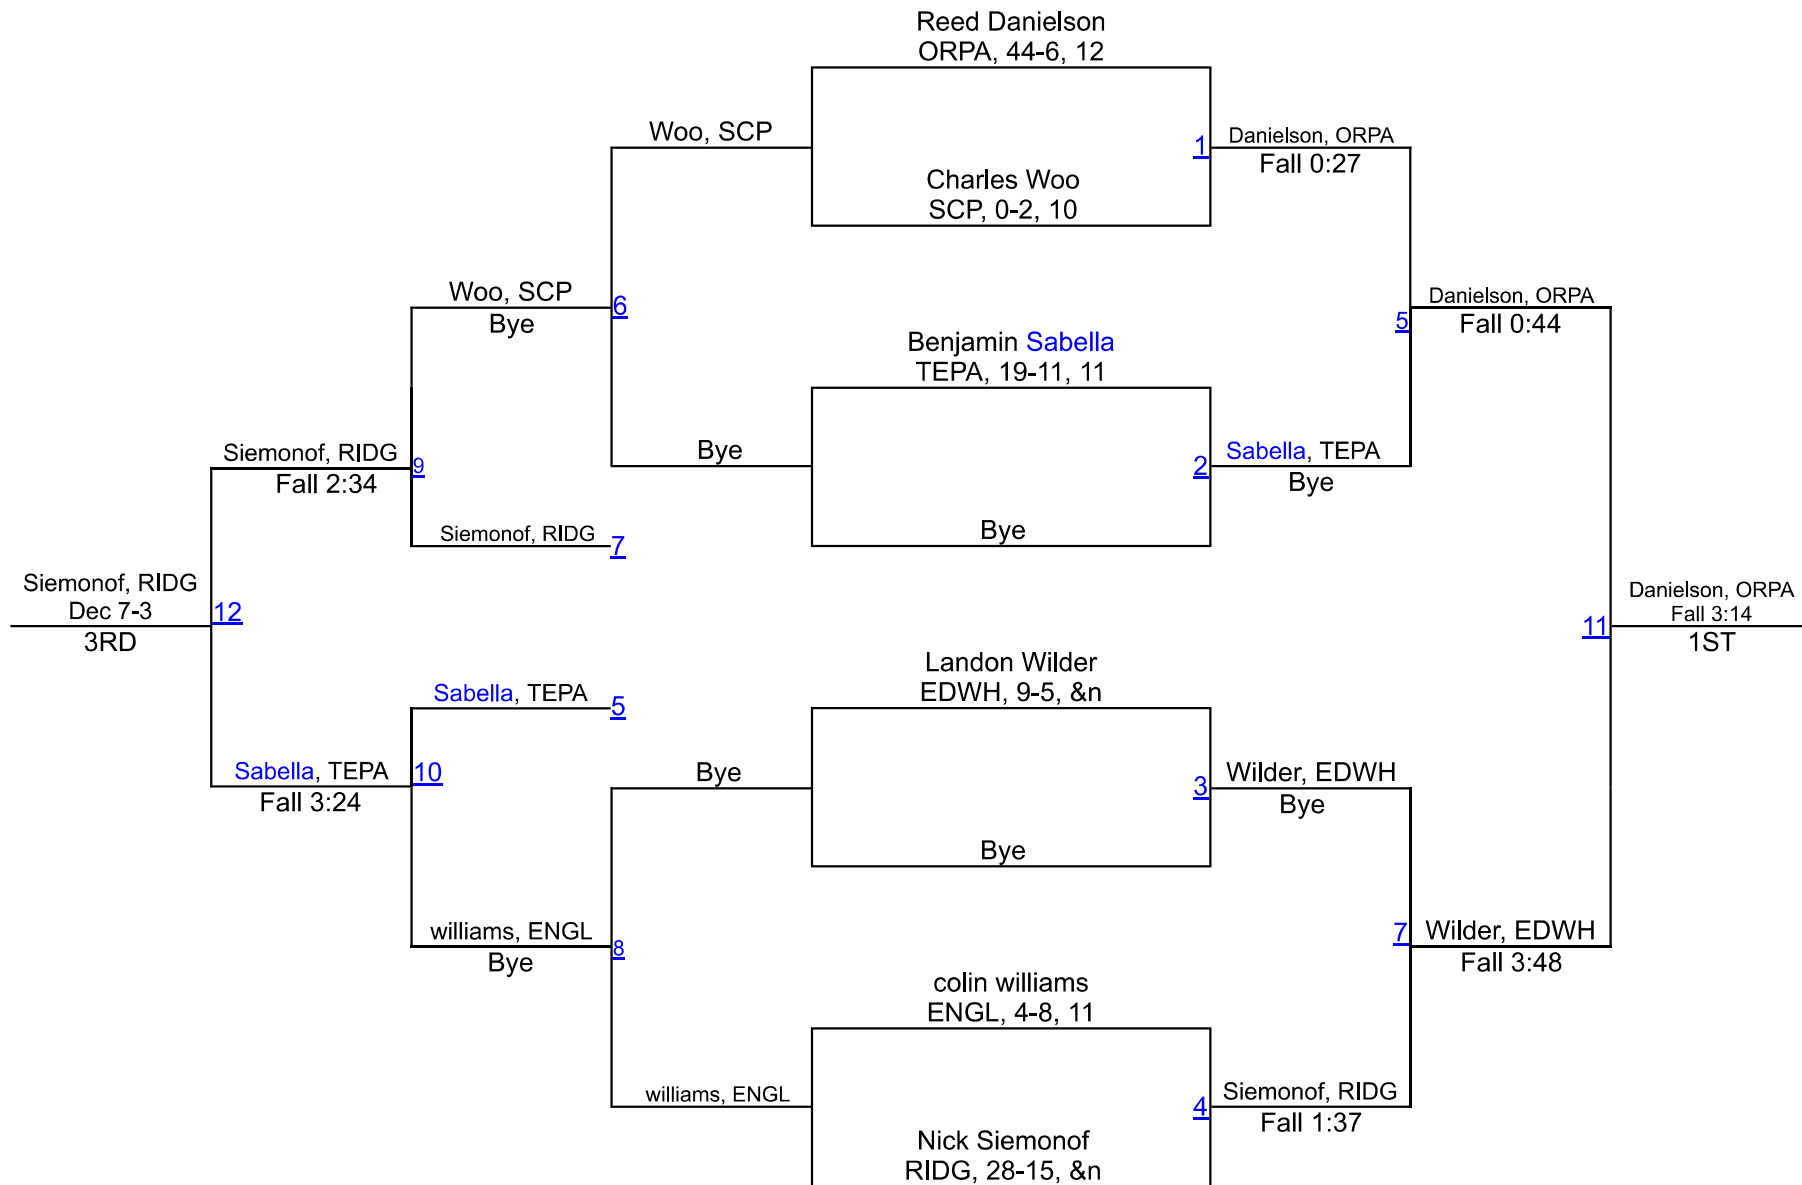 Reed Danielson
ORPA, 44-6, 12
Woo, SCP
1
Danielson, ORPA
Fall 0:27
Charles Woo
SCP, 0-2, 10
Woo, SCP
Bye
6
Danielson, ORPA
Fall 0:44
5
Benjamin Sabella
TEPA, 19-11, 11
Siemonof, RIDG
Fall 2:34
9
Bye
2
Sabella, TEPA
Bye
Siemonof, RIDG
7
Bye
Siemonof, RIDG
Dec 7-3
3RD
12
11
Danielson, ORPA
Fall 3:14
1ST
Landon Wilder
EDWH, 9-5, &n
Sabella, TEPA
5
Sabella, TEPA
Fall 3:24
10
Bye
3
Wilder, EDWH
Bye
Bye
williams, ENGL
Bye
8
7
Wilder, EDWH
Fall 3:48
colin williams
ENGL, 4-8, 11
williams, ENGL
4
Siemonof, RIDG
Fall 1:37
Nick Siemonof
RIDG, 28-15, &n